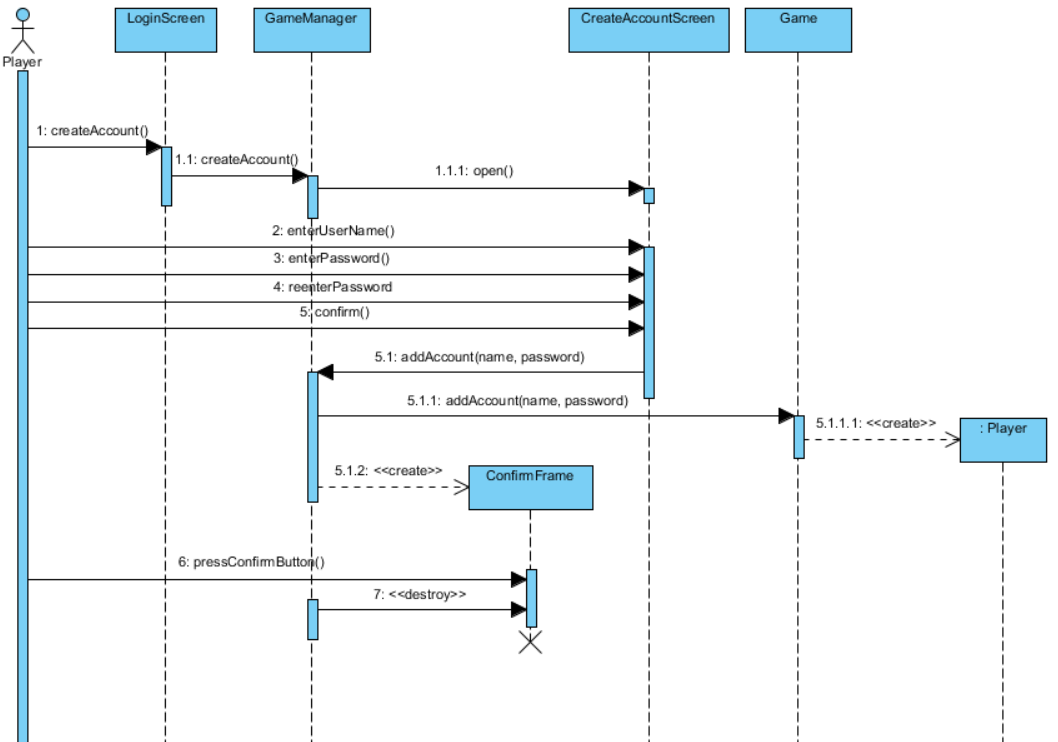 LoginScreen
GameManager
CreateAccountScreen
Game
Player
1: createAccount()
1.1: createAccount()
1.1.1: open()
2: enterUserName()
3: enterPassword()
4: reenterPassword
5: confirm()
5.1: addAccount(name, password)
5.1.1: addAccount(name, password)
5.1.1.1: <<create>>
: Player
5.1.2: <<create>>
ConfirmFrame
6: pressConfirmButton()
7: <<destroy>>